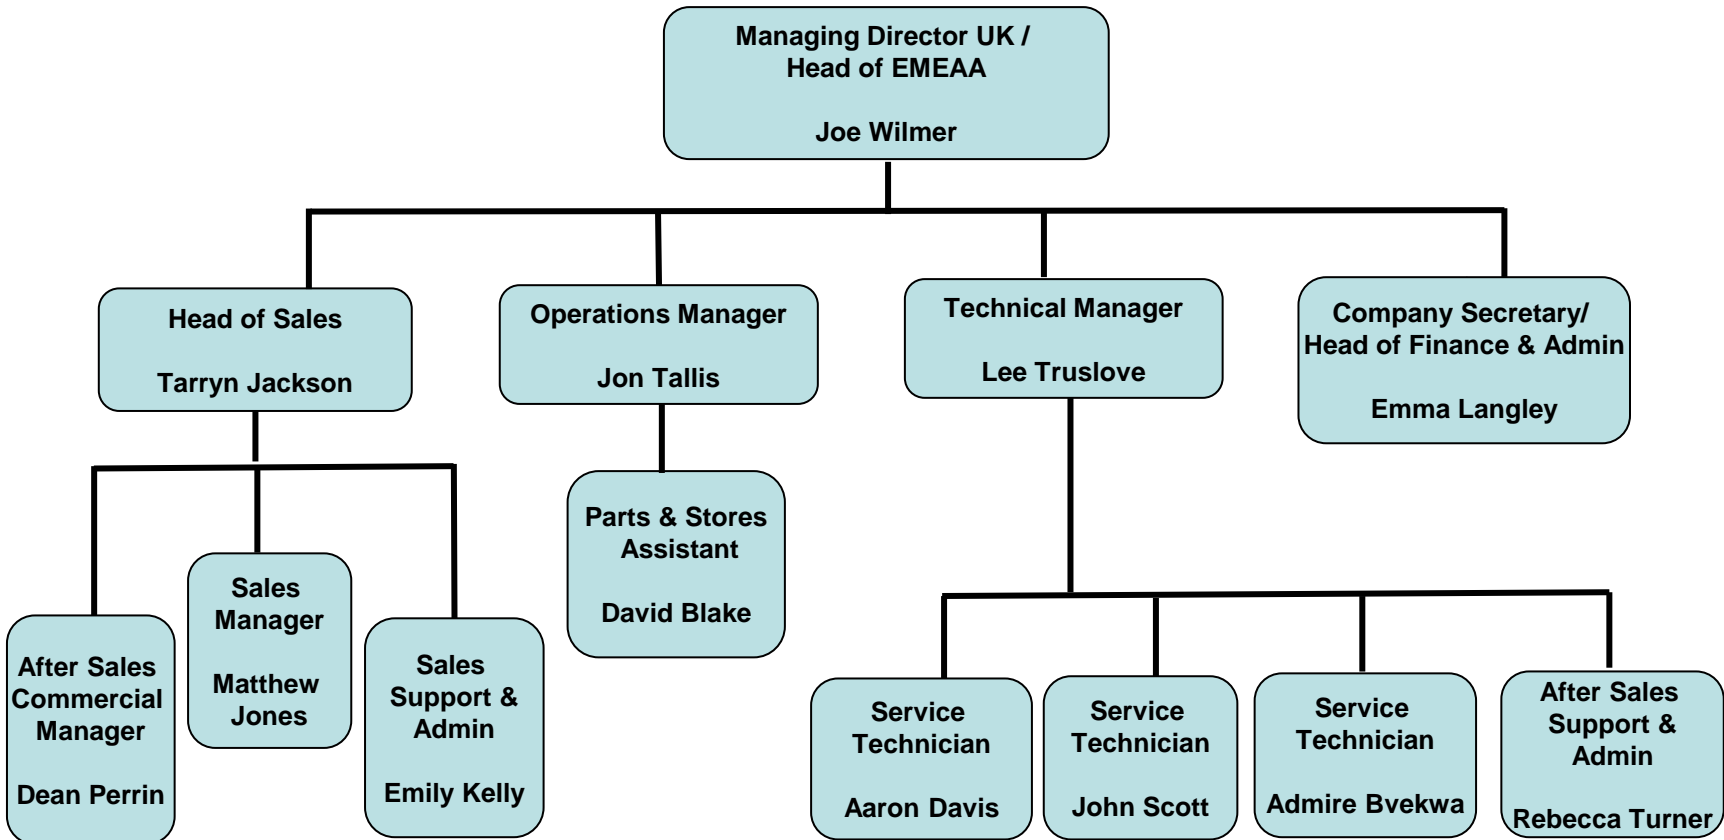 Managing Director UK /
Head of EMEAA
Joe Wilmer
Head of Sales
Tarryn Jackson
Operations Manager
Jon Tallis
Technical Manager
Lee Truslove
Company Secretary/
Head of Finance & Admin
Emma Langley
After Sales
Commercial
Manager
Dean Perrin
Sales
Manager
Matthew
Jones
Sales
Support &
Admin
Emily Kelly
Parts & Stores
Assistant
David Blake
Service
Technician
Aaron Davis
Service
Technician
John Scott
Service
Technician
Admire Bvekwa
After Sales
Support &
Admin
Rebecca Turner